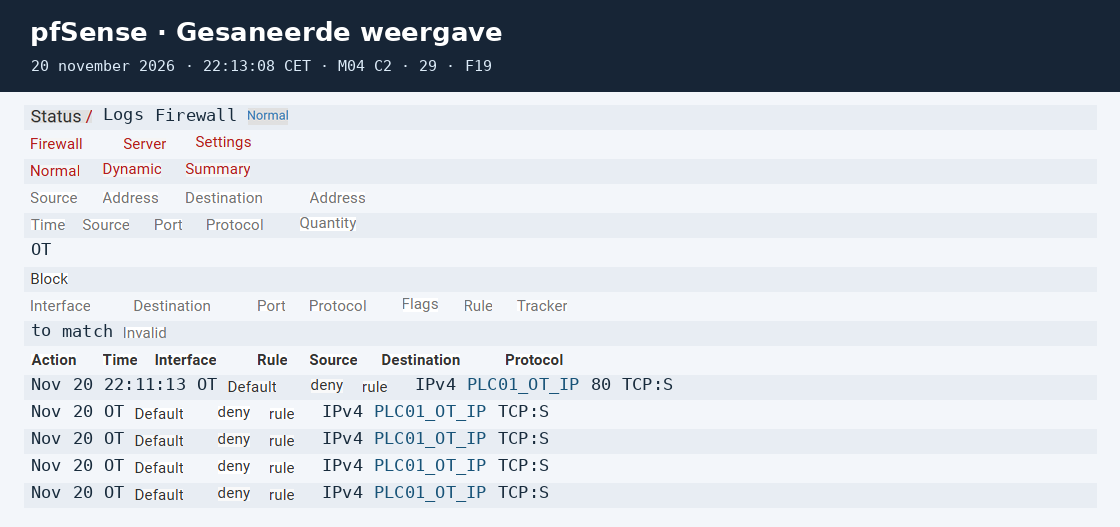 pfSense · Gesaneerde weergave
20 november 2026 · 22:13:08 CET · M04 C2 · 29 · F19
Status / Logs Firewall Normal
Firewall Server Settings
Normal Dynamic Summary
Source Address Destination Address
Time Source Port Protocol Quantity
OT
Block
Interface Destination Port Protocol Flags Rule Tracker
to match Invalid
Action Time Interface Rule Source Destination Protocol
Nov 20 22:11:13 OT Default deny rule IPv4 PLC01_OT_IP 80 TCP:S
Nov 20 OT Default deny rule IPv4 PLC01_OT_IP TCP:S
Nov 20 OT Default deny rule IPv4 PLC01_OT_IP TCP:S
Nov 20 OT Default deny rule IPv4 PLC01_OT_IP TCP:S
Nov 20 OT Default deny rule IPv4 PLC01_OT_IP TCP:S